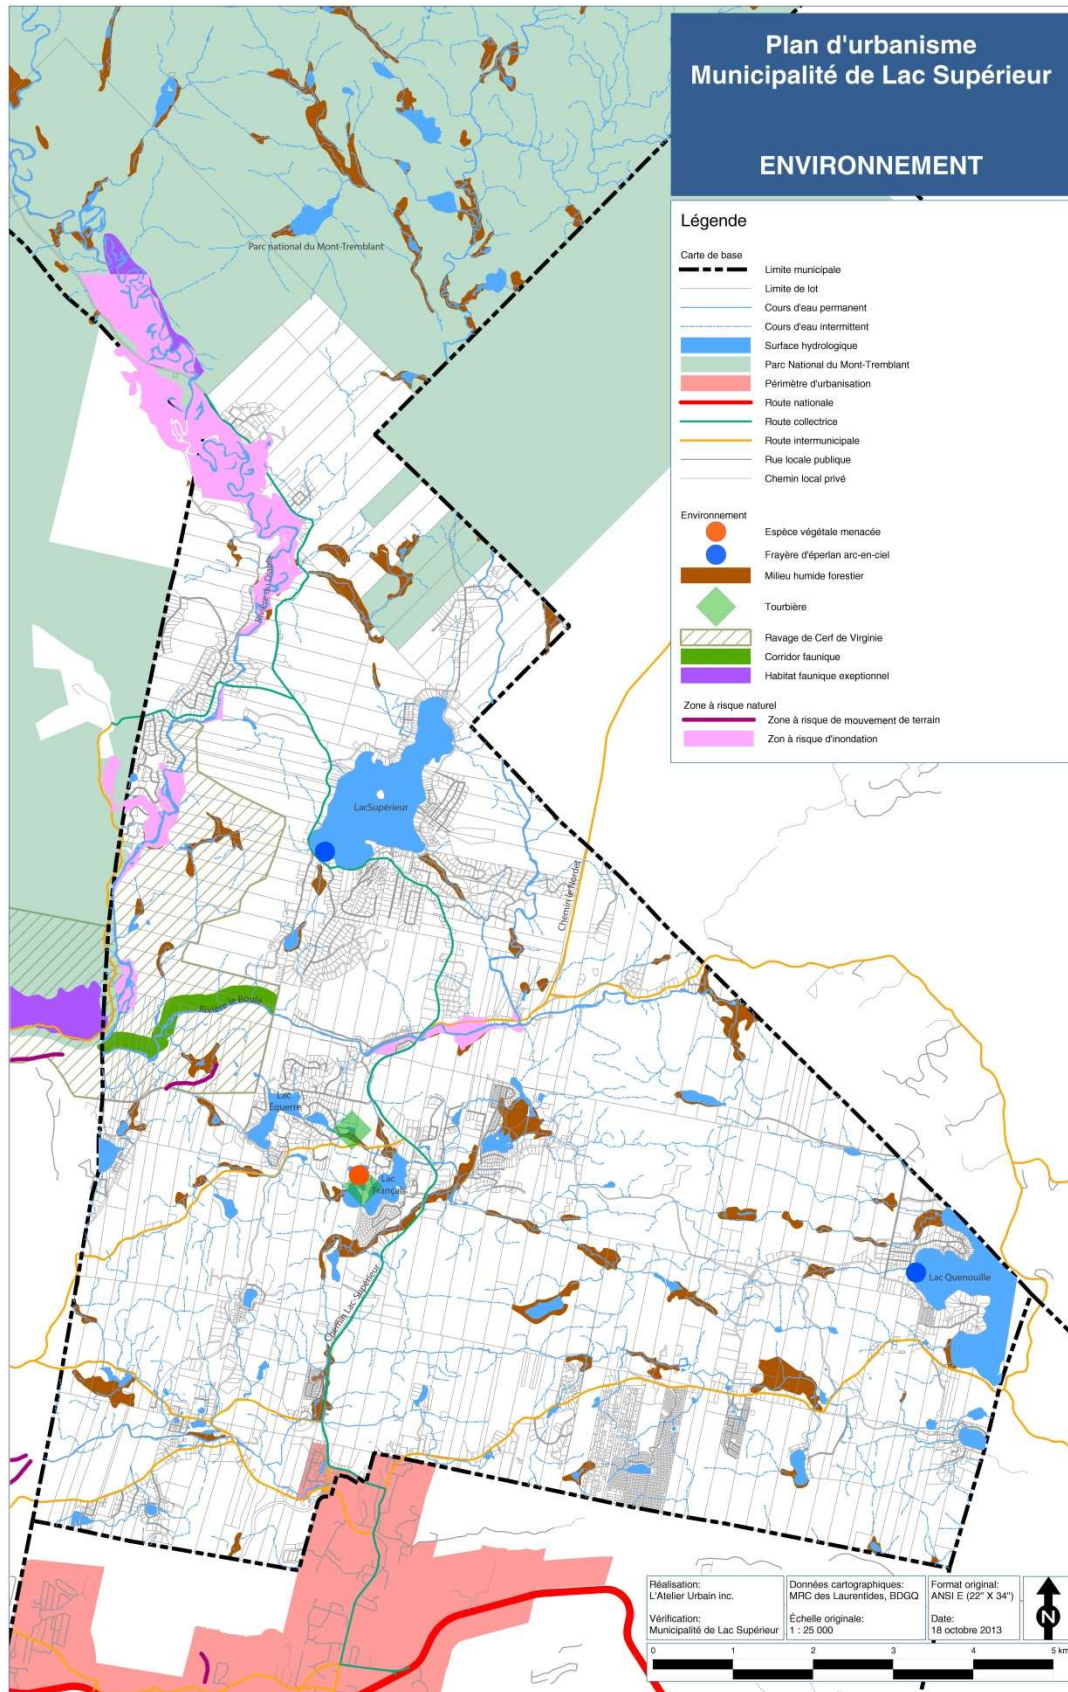 Plan d'urbanisme
Municipalité de Lac Supérieur
ENVIRONNEMENT
Légende
Carte de base
Limite municipale
Limite de lot
Cours d'eau permanent
Cours d'eau intermittent
Surface hydrologique
Parc National du Mont-Tremblant
Périmètre d'urbanisation
Route nationale
Route collectrice
Route intermunicipale
Rue locale publique
Chemin local privé
Environnement
Espèce végétale menacée
Frayère d'éperlan arc-en-ciel
Milieu humide forestier
Tourbière
Ravage de Cerf de Virginie
Corridor faunique
Habitat faunique exeptionnel
Zone à risque naturel
Zone à risque de mouvement de terrain
Zon à risque d'inondation
Parc national du Mont-Tremblant
LacSupérieur
Chemin le Nordet
Rivière le Boulé
Lac
Équerre
Lac
Français
Chemin Lac-Supérieur
Lac Quenouille
Réalisation:
L'Atelier Urbain inc.
Vérification:
Municipalité de Lac Supérieur
Données cartographiques:
MRC des Laurentides, BDGQ
Échelle originale:
1 : 25 000
Format original:
ANSI E (22" X 34")
Date:
18 octobre 2013
N
0 1 2 3 4 5 km